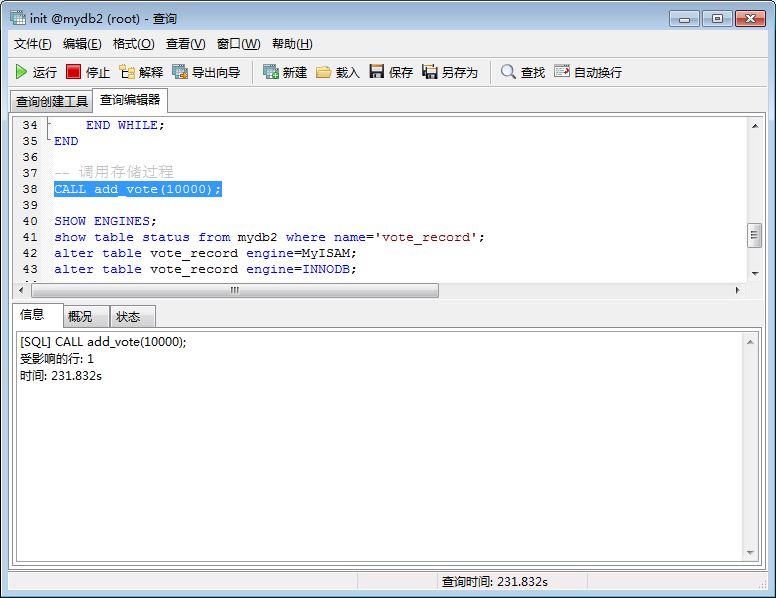 init @mydb2 (root) - 查询
文件(F) 编辑(E) 格式(O) 查看(V) 窗口(W) 帮助(H)
运行 停止 解释 导出向导 新建 载入 保存 另存为 查找 自动换行
查询创建工具 查询编辑器
34 END WHILE;
35 END
36
37 -- 调用存储过程
38 CALL add_vote(10000);
39
40 SHOW ENGINES;
41 show table status from mydb2 where name='vote_record';
42 alter table vote_record engine=MyISAM;
43 alter table vote_record engine=INNODB;
信息 概况 状态
[SQL] CALL add_vote(10000);
受影响的行: 1
时间: 231.832s
查询时间: 231.832s